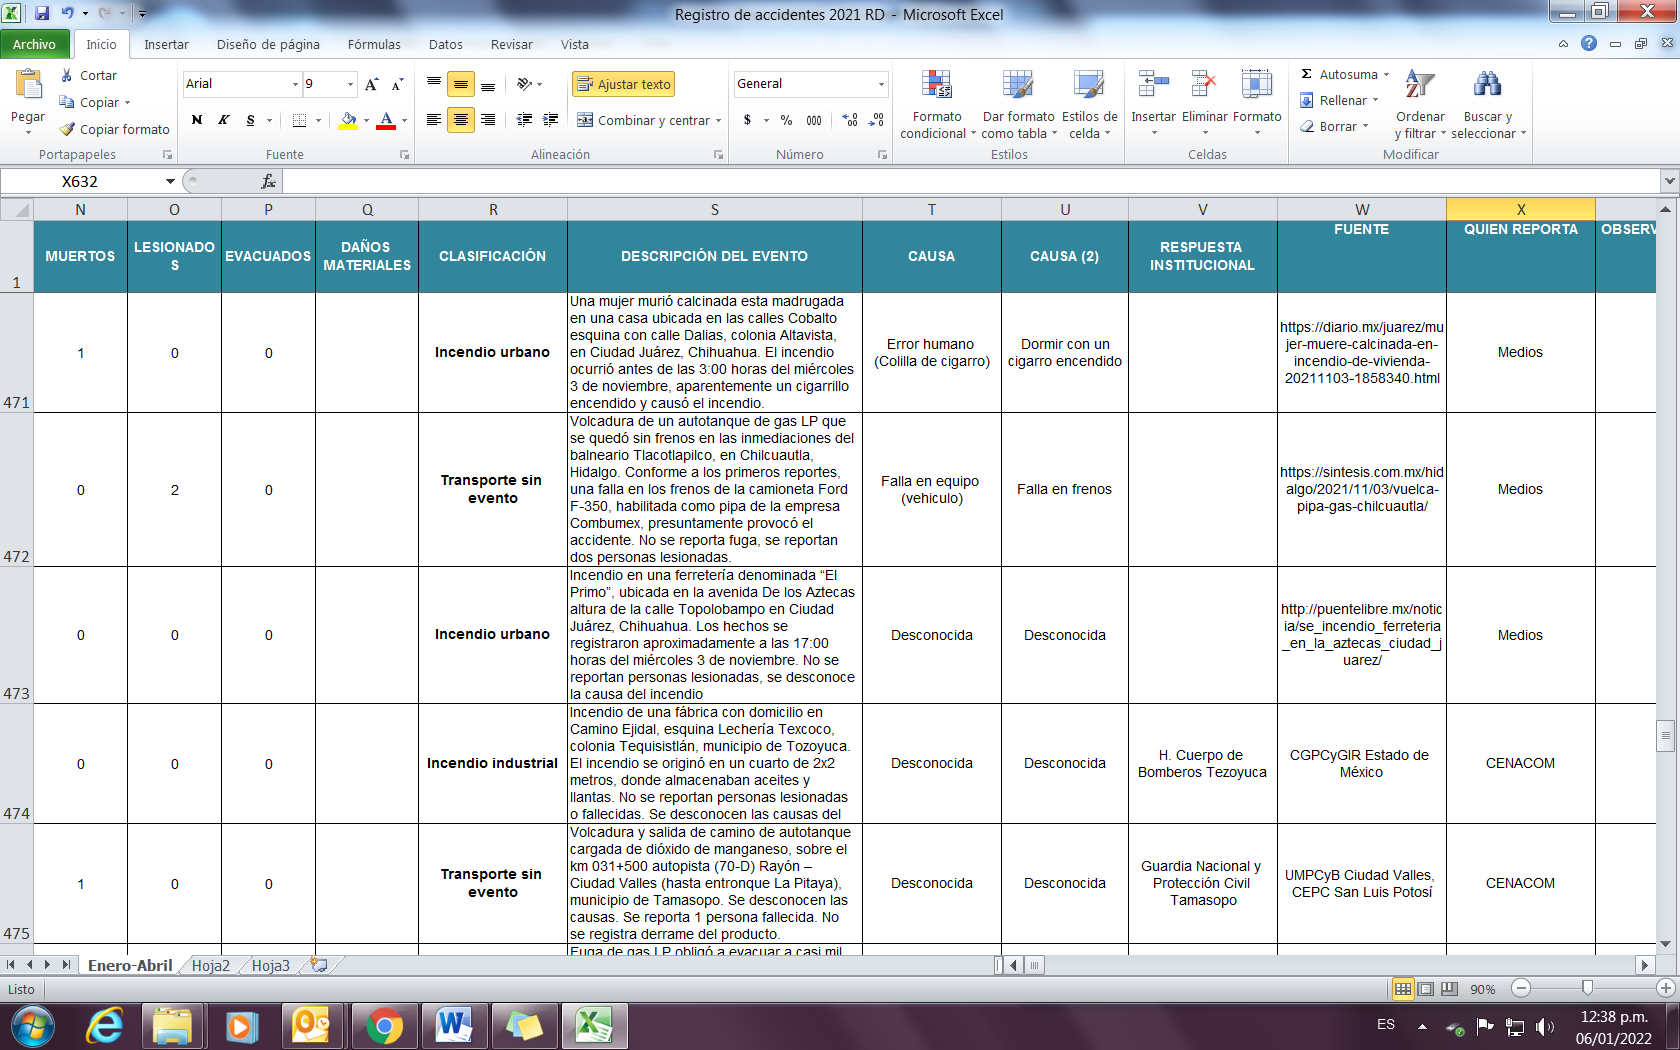 Registro de accidentes 2021 RD - Microsoft Excel
Archivo Inicio Insertar Diseño de página Fórmulas Datos Revisar Vista
Pegar
Cortar
Copiar
Copiar formato
Portapapeles
Arial 9
N K S
Fuente
Ajustar texto
Combinar y centrar
Alineación
General
$ % 000
Número
Formato condicional
Dar formato como tabla
Estilos de celda
Estilos
Insertar Eliminar Formato
Celdas
Autosuma
Rellenar
Borrar
Ordenar y filtrar
Buscar y seleccionar
Modificar
X632 fx
N O P Q R S T U V W X
1
MUERTOS
LESIONADO
S
EVACUADOS
DAÑOS
MATERIALES
CLASIFICACIÓN
DESCRIPCIÓN DEL EVENTO
CAUSA
CAUSA (2)
RESPUESTA
INSTITUCIONAL
FUENTE
QUIEN REPORTA
OBSERV
471
1
0
0
Incendio urbano
Una mujer murió calcinada esta madrugada
en una casa ubicada en las calles Cobalto
esquina con calle Dalias, colonia Altavista,
en Ciudad Juárez, Chihuahua. El incendio
ocurrió antes de las 3:00 horas del miércoles
3 de noviembre, aparentemente un cigarrillo
encendido y causó el incendio.
Error humano
(Colilla de cigarro)
Dormir con un
cigarro encendido
https://diario.mx/juarez/mu
jer-muere-calcinada-en-
incendio-de-vivienda-
20211103-1858340.html
Medios
472
0
2
0
Transporte sin
evento
Volcadura de un autotanque de gas LP que
se quedó sin frenos en las inmediaciones del
balneario Tlacotlapilco, en Chilcuautla,
Hidalgo. Conforme a los primeros reportes,
una falla en los frenos de la camioneta Ford
F-350, habilitada como pipa de la empresa
Combumex, presuntamente provocó el
accidente. No se reporta fuga, se reportan
dos personas lesionadas.
Falla en equipo
(vehiculo)
Falla en frenos
https://sintesis.com.mx/hid
algo/2021/11/03/vuelca-
pipa-gas-chilcuautla/
Medios
473
0
0
0
Incendio urbano
Incendio en una ferretería denominada “El
Primo”, ubicada en la avenida De los Aztecas
altura de la calle Topolobampo en Ciudad
Juárez, Chihuahua. Los hechos se
registraron aproximadamente a las 17:00
horas del miércoles 3 de noviembre. No se
reportan personas lesionadas, se desconoce
la causa del incendio
Desconocida
Desconocida
http://puentelibre.mx/notic
ia/se_incendio_ferreteria
_en_la_aztecas_ciudad_j
uarez/
Medios
474
0
0
0
Incendio industrial
Incendio de una fábrica con domicilio en
Camino Ejidal, esquina Lechería Texcoco,
colonia Tequisistlán, municipio de Tozoyuca.
El incendio se originó en un cuarto de 2x2
metros, donde almacenaban aceites y
llantas. No se reportan personas lesionadas
o fallecidas. Se desconocen las causas del
Desconocida
Desconocida
H. Cuerpo de
Bomberos Tezoyuca
CGPCyGIR Estado de
México
CENACOM
475
1
0
0
Transporte sin
evento
Volcadura y salida de camino de autotanque
cargada de dióxido de manganeso, sobre el
km 031+500 autopista (70-D) Rayón –
Ciudad Valles (hasta entronque La Pitaya),
municipio de Tamasopo. Se desconocen las
causas. Se reporta 1 persona fallecida. No
se registra derrame del producto.
Desconocida
Desconocida
Guardia Nacional y
Protección Civil
Tamasopo
UMPCyB Ciudad Valles,
CEPC San Luis Potosí
CENACOM
Fuga de gas LP obligó a evacuar a casi mil
Enero-Abril Hoja2 Hoja3
Listo 90%
ES 12:38 p.m.
06/01/2022